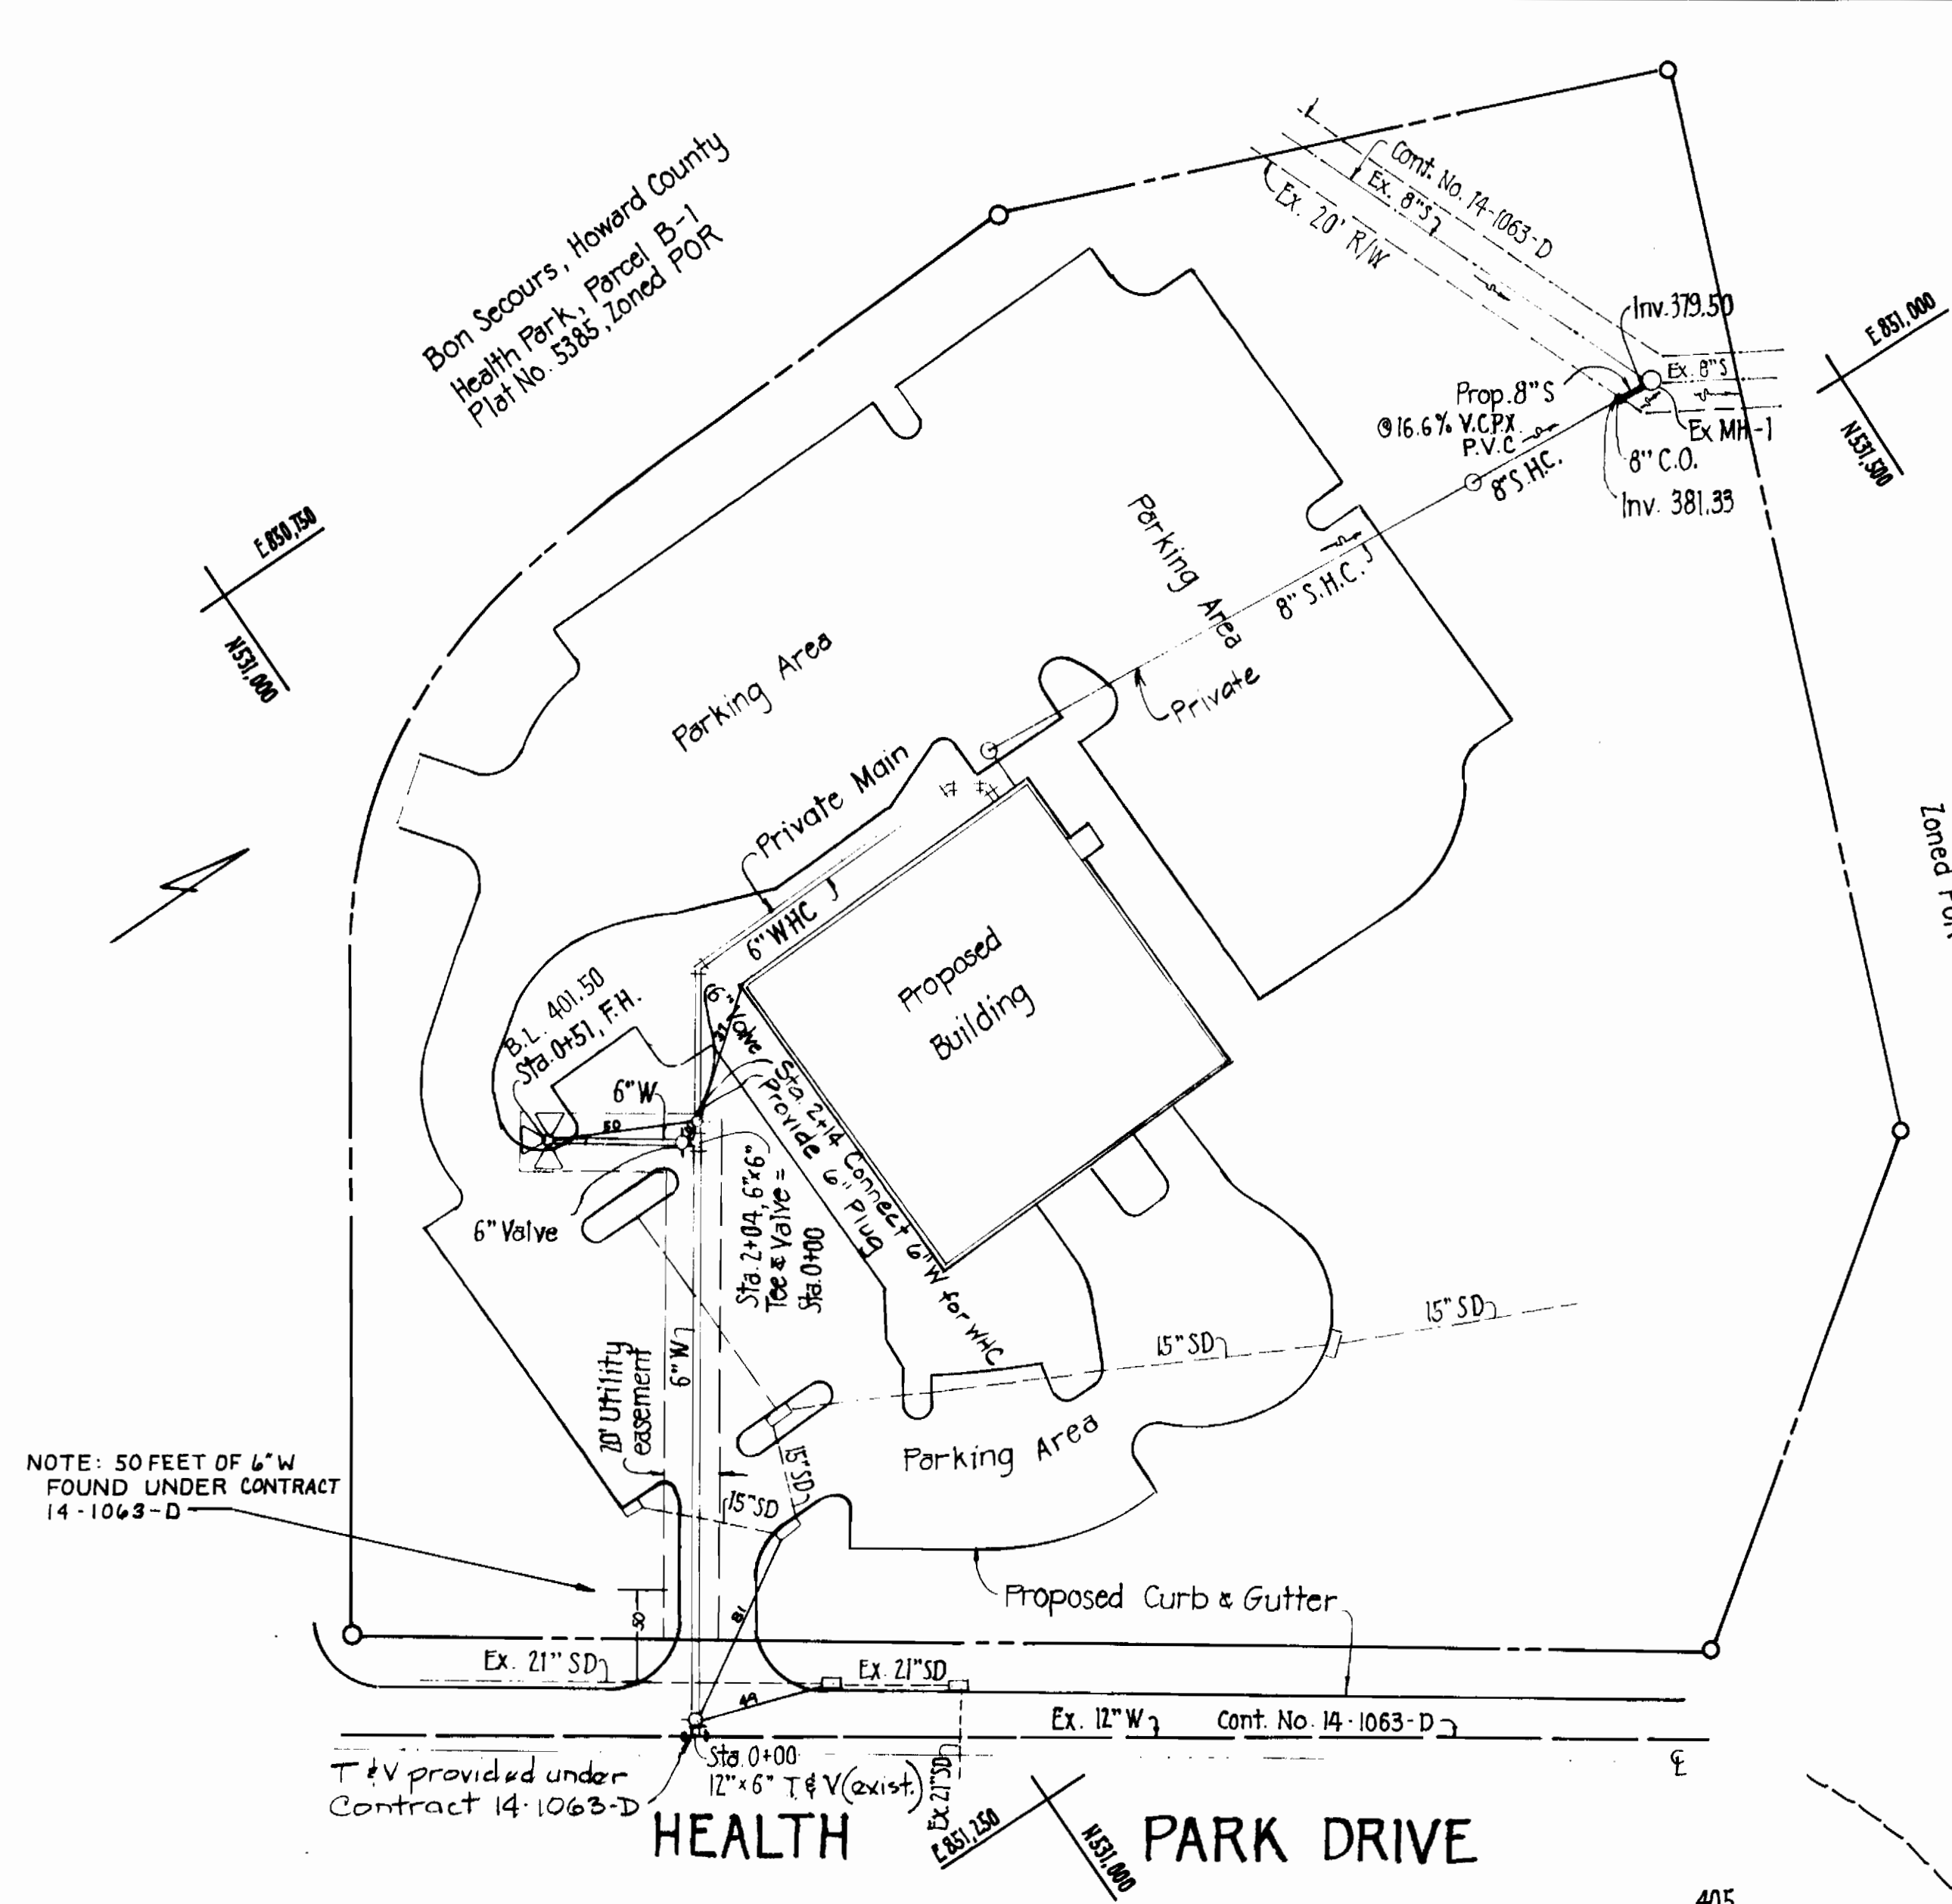 Bon Secours, Howard County
Health Park, Parcel B-1
Plat No. 5385, Zoned POR
Cont. No. 14-1063-D
Ex. 8"S
Ex. 20' R/W
Inv. 379.50
E 851,000
N531,500
Ex. 8"S
Prop. 8" S
@16.6% V.C.P.X
P.V.C
Ex MH-1
8" C.O.
8" S.H.C.
Inv. 381.33
E 850,750
N531,000
Parking Area
8" S.H.C.
Parking Area
Private
Private Main
6" WHC
Proposed
Building
B.L. 401.50
Sta. 0+51, F.H.
6" Valve
37
6" W
50
Sta. 2+14 Connect 6" W for WHC
Provide 6" Plug
6" Valve
Sta. 2+04, 6"x6"
Tee & Valve =
Sta. 0+00
6" W
20' Utility
easement
15" SD
15" SD
15" SD
15" SD
Parking Area
NOTE: 50 FEET OF 6" W
FOUND UNDER CONTRACT
14-1063-D
Proposed Curb & Gutter
50
81
Ex. 21" SD
Ex. 21" SD
49
Ex. 12" W
Cont. No. 14-1063-D
Sta. 0+00
12"x6" T & V (exist.)
T & V provided under
Contract 14-1063-D
Ex. 21" SD
HEALTH PARK DRIVE
E 851,250
N531,000
405